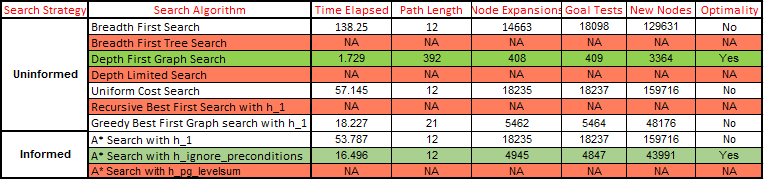 Search Strategy Search Algorithm Time Elapsed Path Length Node Expansions Goal Tests New Nodes Optimality
Uninformed
Breadth First Search 138.25 12 14663 18098 129631 No
Breadth First Tree Search NA NA NA NA NA NA
Depth First Graph Search 1.729 392 408 409 3364 Yes
Depth Limited Search NA NA NA NA NA NA
Uniform Cost Search 57.145 12 18235 18237 159716 No
Recursive Best First Search with h_1 NA NA NA NA NA NA
Greedy Best First Graph search with h_1 18.227 21 5462 5464 48176 No
Informed
A* Search with h_1 53.787 12 18235 18237 159716 No
A* Search with h_ignore_preconditions 16.496 12 4945 4847 43991 Yes
A* Search with h_pg_levelsum NA NA NA NA NA NA